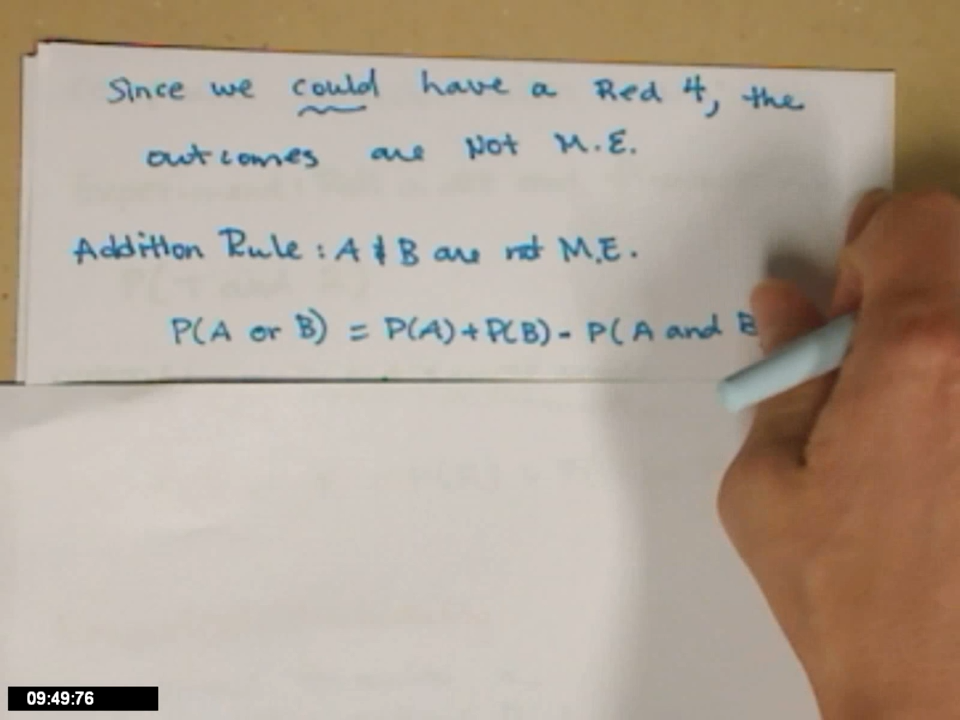 Since we could have a Red 4, the
outcomes are Not M.E.
Addition Rule : A & B are not M.E.
P(A or B) = P(A) + P(B) - P( A and B
09:49:76